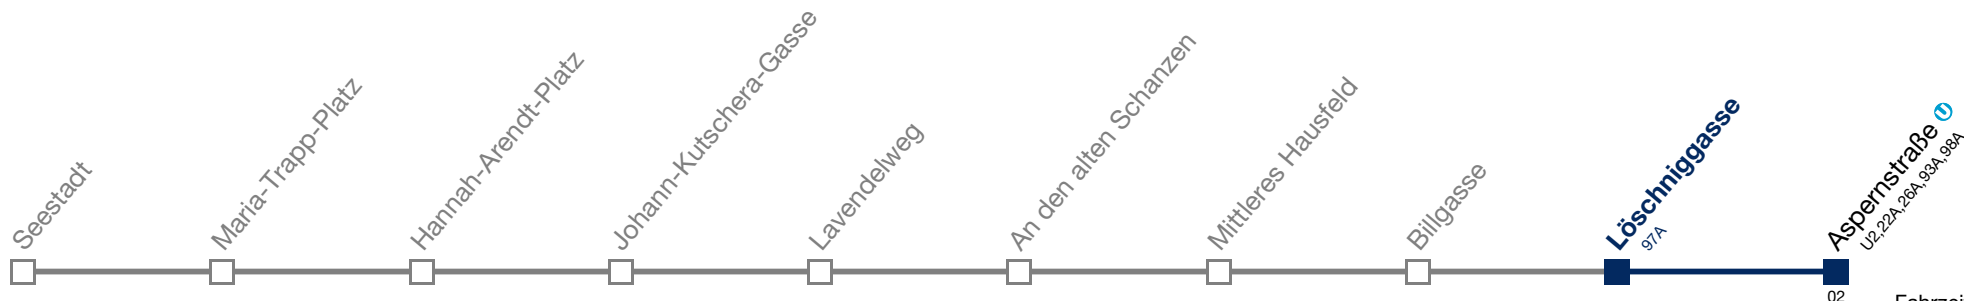 Seestadt
Maria-Trapp-Platz
Hannah-Arendt-Platz
Johann-Kutschera-Gasse
Lavendelweg
An den alten Schanzen
Mittleres Hausfeld
Billgasse
Löschniggasse
97A
Aspernstraße U
U2,22A,26A,93A,98A
02